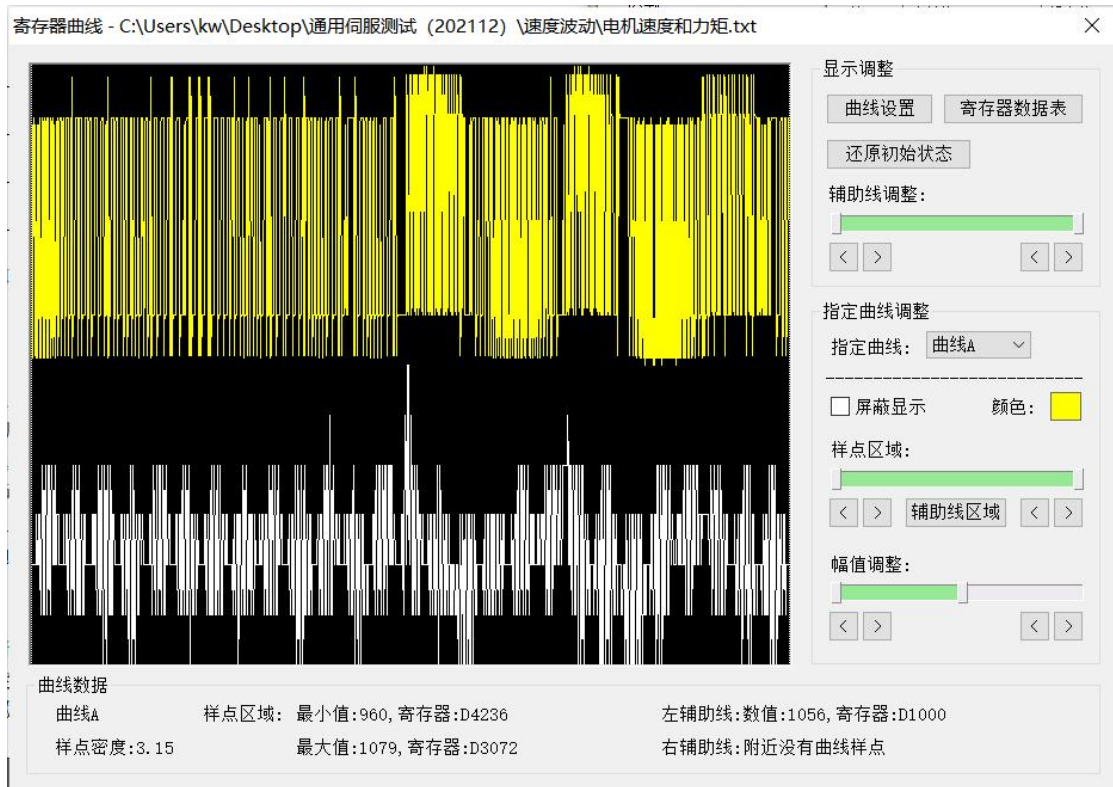 寄存器曲线 - C:\Users\kw\Desktop\通用伺服测试（202112）\速度波动\电机速度和力矩.txt
显示调整
曲线设置 寄存器数据表
还原初始状态
辅助线调整:
< > < >
指定曲线调整
指定曲线: 曲线A
屏蔽显示 颜色:
样点区域:
< > 辅助线区域 < >
幅值调整:
< > < >
曲线数据
曲线A 样点区域: 最小值:960,寄存器:D4236 左辅助线:数值:1056,寄存器:D1000
样点密度:3.15 最大值:1079,寄存器:D3072 右辅助线:附近没有曲线样点